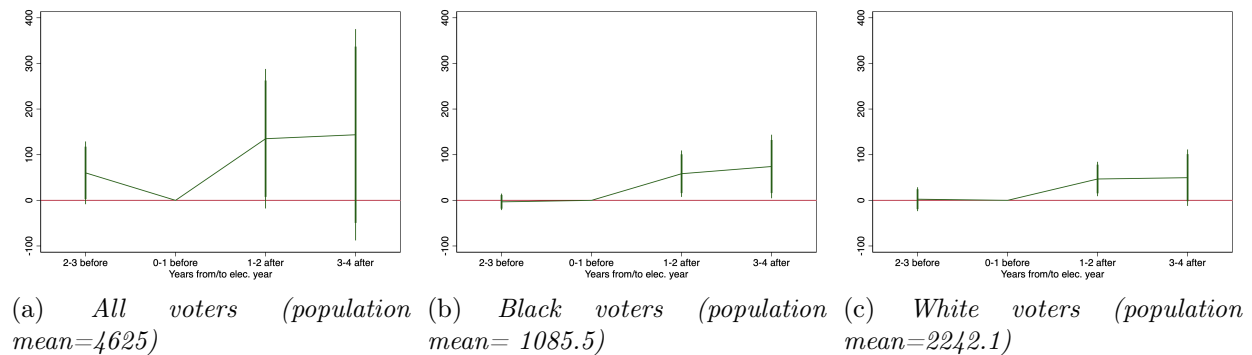 400
300
200
100
0
-100
2-3 before 0-1 before 1-2 after 3-4 after
Years from/to elec. year
400
300
200
100
0
-100
2-3 before 0-1 before 1-2 after 3-4 after
Years from/to elec. year
400
300
200
100
0
-100
2-3 before 0-1 before 1-2 after 3-4 after
Years from/to elec. year
(a) All voters (population
mean=4625)
(b) Black voters (population
mean= 1085.5)
(c) White voters (population
mean=2242.1)